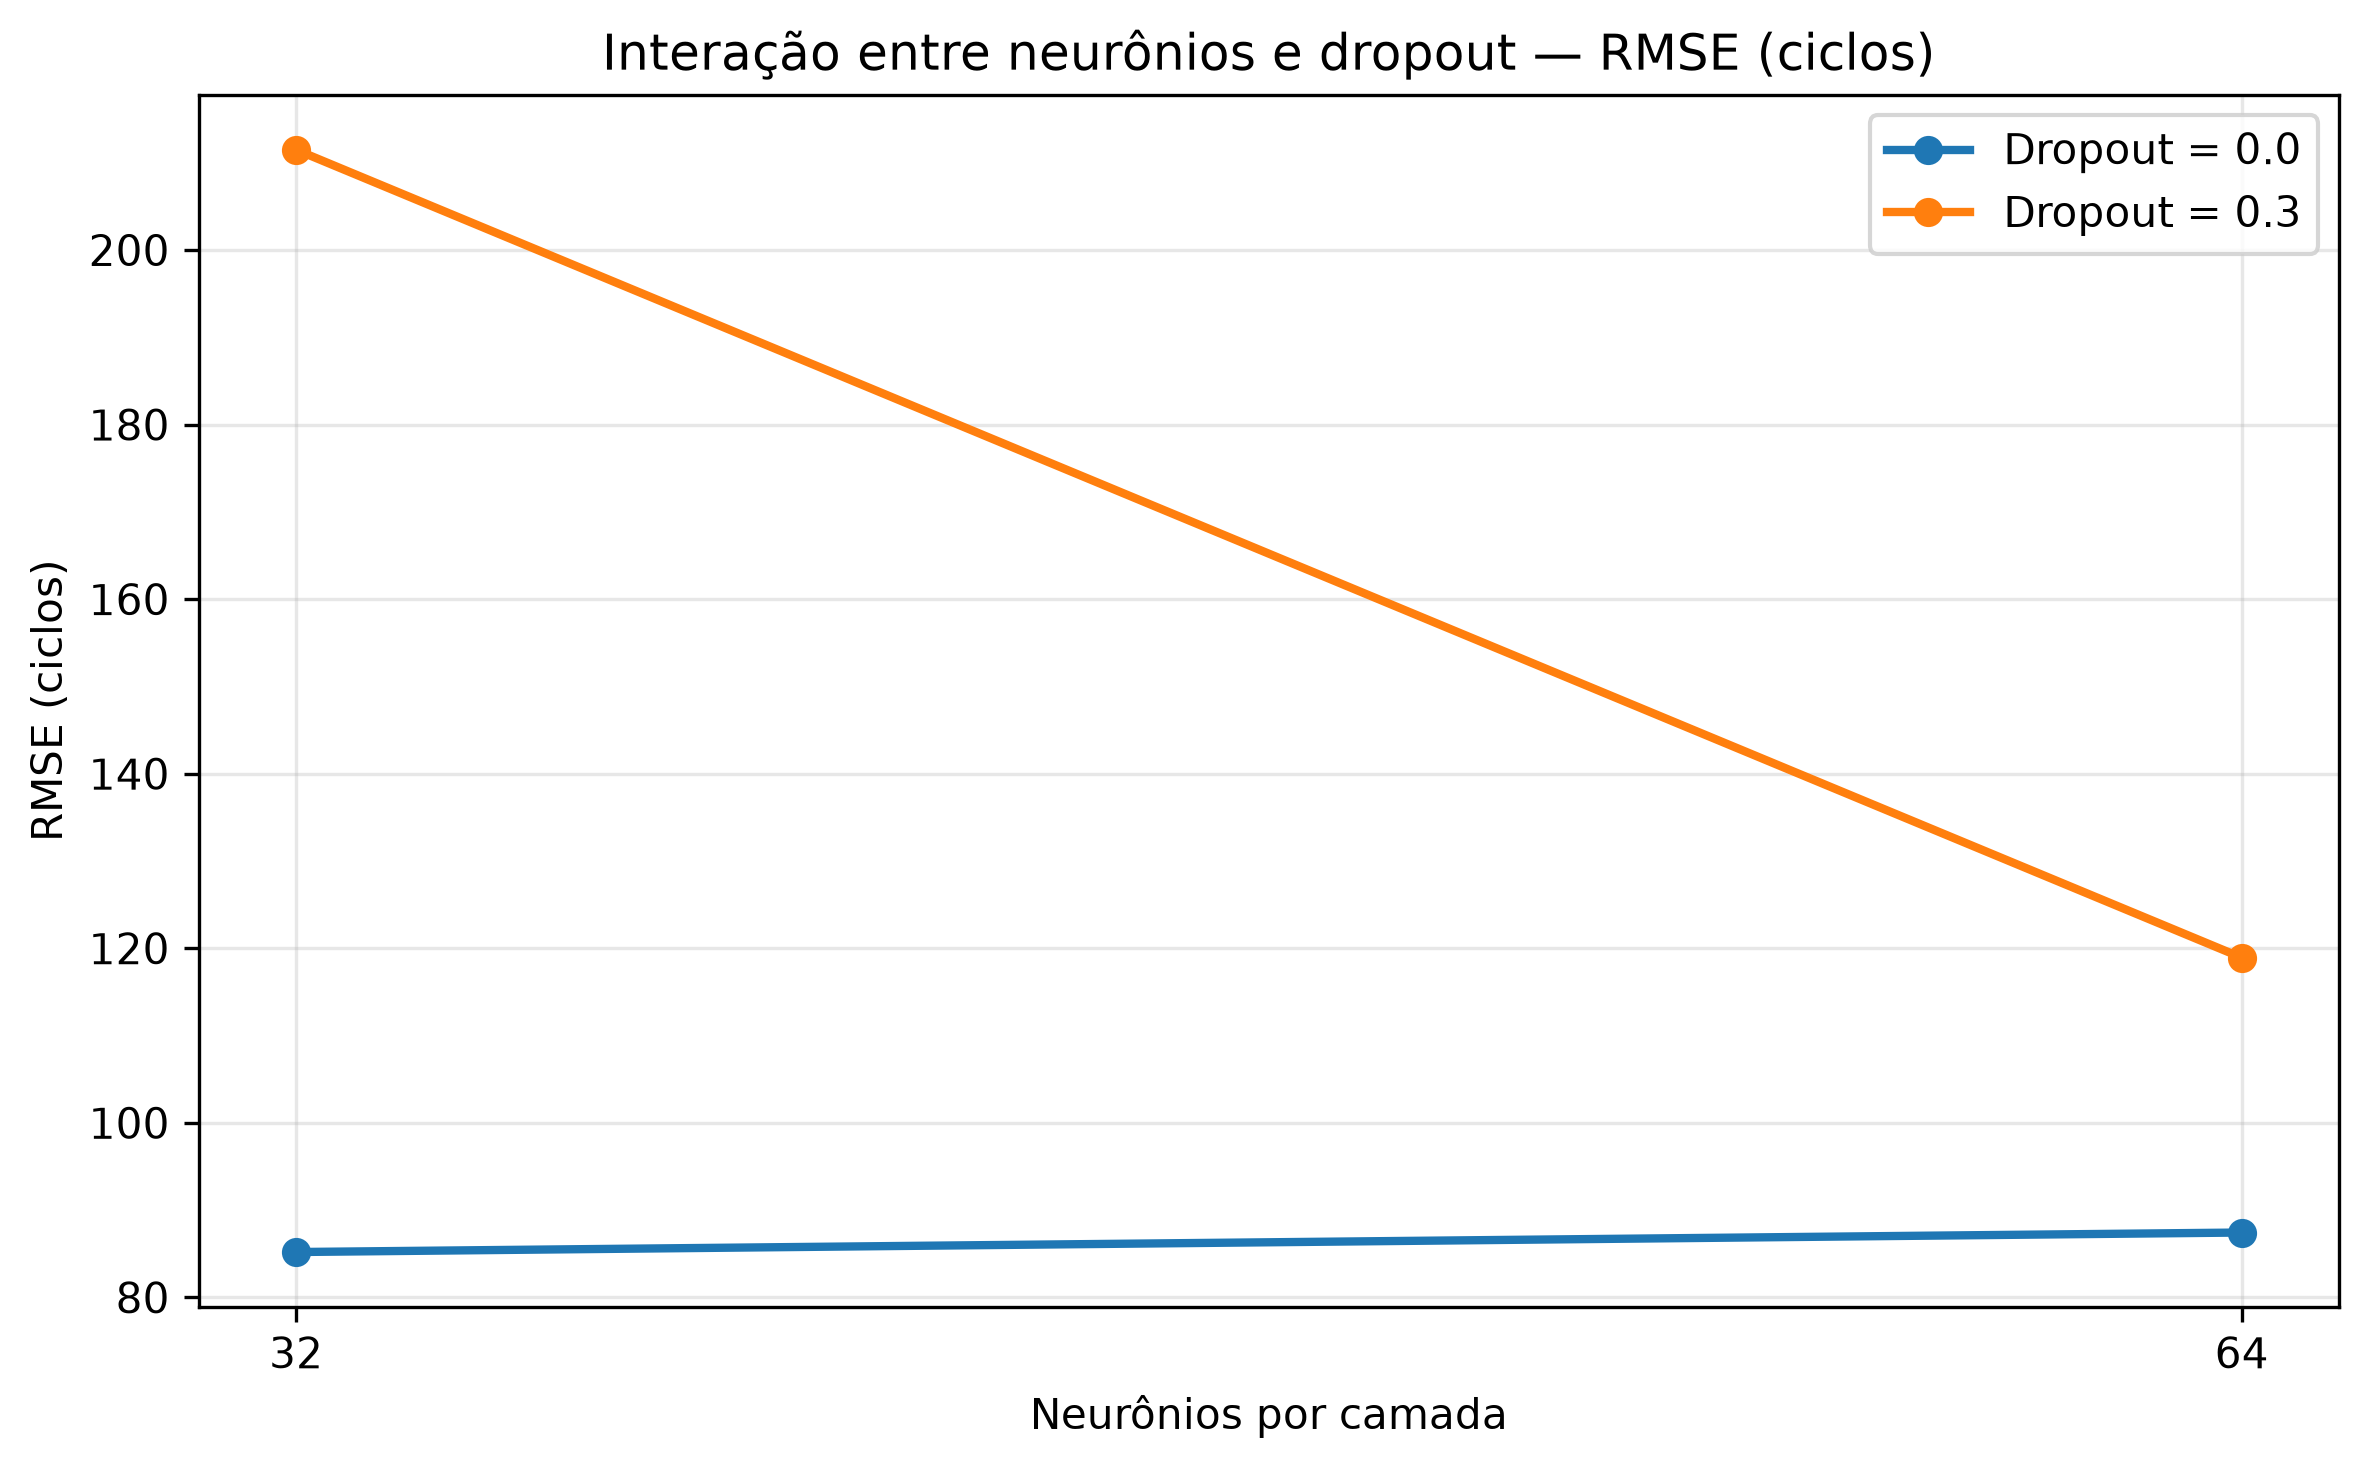 Interação entre neurônios e dropout — RMSE (ciclos)
Dropout = 0.0
Dropout = 0.3
RMSE (ciclos)
200
180
160
140
120
100
80
32
64
Neurônios por camada